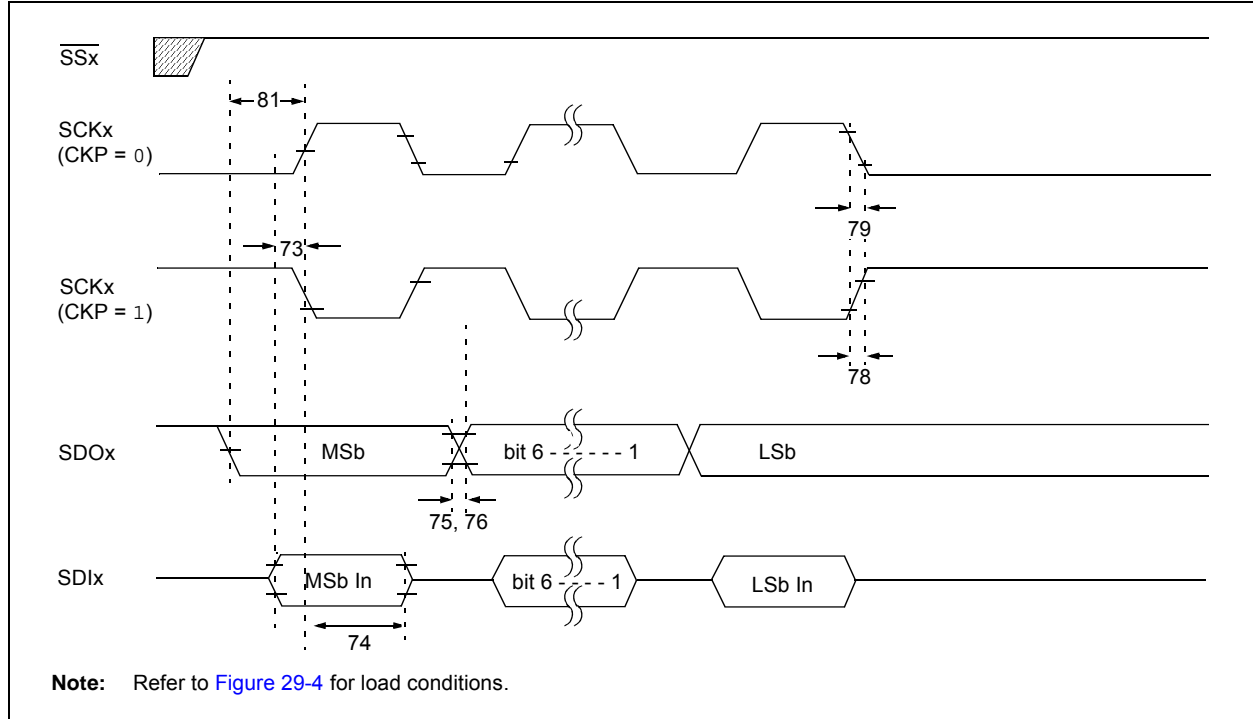 SSx
81
SCKx
(CKP = 0)
79
73
SCKx
(CKP = 1)
78
SDOx
MSb
bit 6 - - - - - - 1
LSb
75, 76
SDIx
MSb In
bit 6 - - - - 1
LSb In
74
Note: Refer to Figure 29-4 for load conditions.